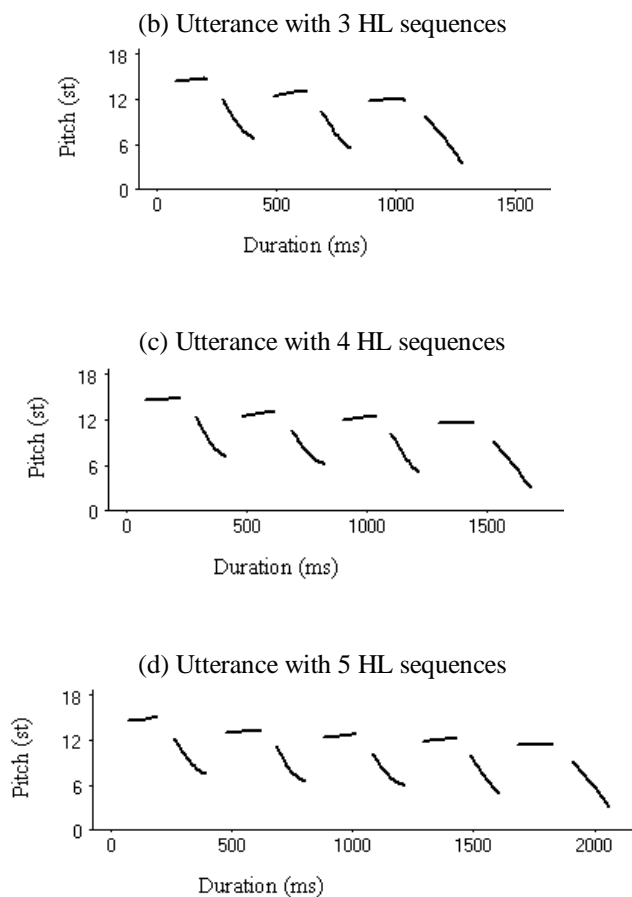 (b) Utterance with 3 HL sequences
18
12
6
0
Pitch (st)
0 500 1000 1500
Duration (ms)
(c) Utterance with 4 HL sequences
18
12
6
0
Pitch (st)
0 500 1000 1500
Duration (ms)
(d) Utterance with 5 HL sequences
18
12
6
0
Pitch (st)
0 500 1000 1500 2000
Duration (ms)